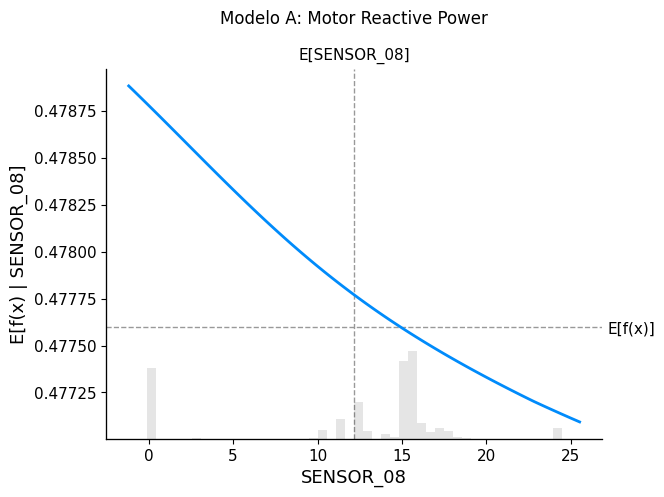 Modelo A: Motor Reactive Power
E[SENSOR_08]
E[f(x) | SENSOR_08]
0.47875
0.47850
0.47825
0.47800
0.47775
0.47750
0.47725
E[f(x)]
0 5 10 15 20 25
SENSOR_08